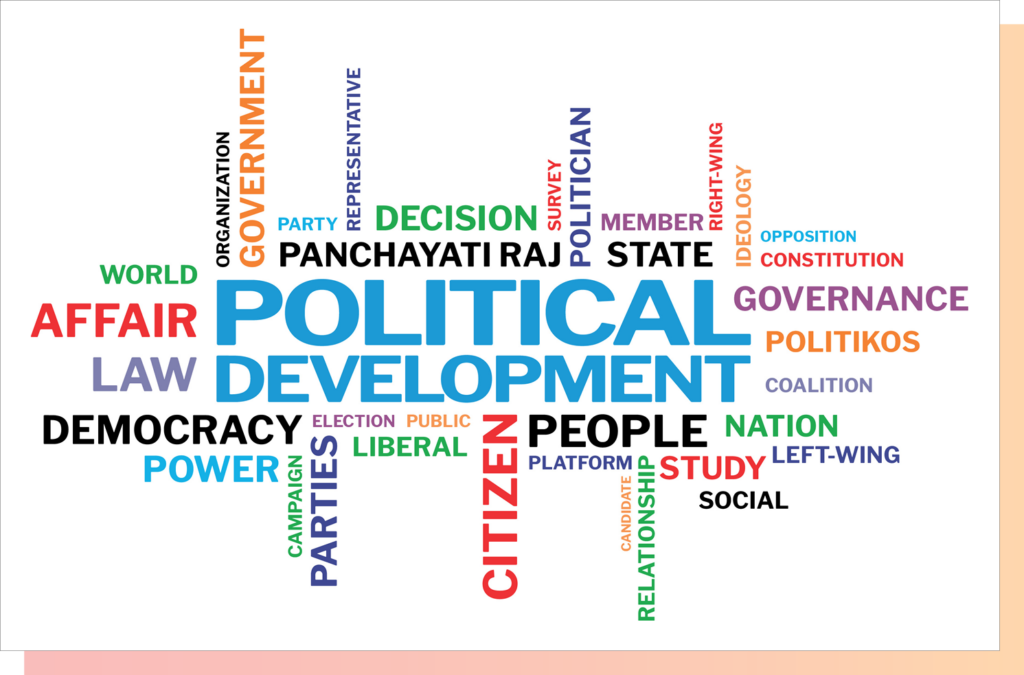 ORGANIZATION
GOVERNMENT
PARTY
REPRESENTATIVE
DECISION
SURVEY
POLITICIAN
MEMBER
RIGHT-WING
IDEOLOGY
OPPOSITION
PANCHAYATI RAJ
STATE
CONSTITUTION
WORLD
AFFAIR
LAW
POLITICAL
DEVELOPMENT
GOVERNANCE
POLITIKOS
COALITION
DEMOCRACY
ELECTION
PUBLIC
CITIZEN
PEOPLE
NATION
POWER
CAMPAIGN
PARTIES
LIBERAL
PLATFORM
CANDIDATE
RELATIONSHIP
STUDY
LEFT-WING
SOCIAL